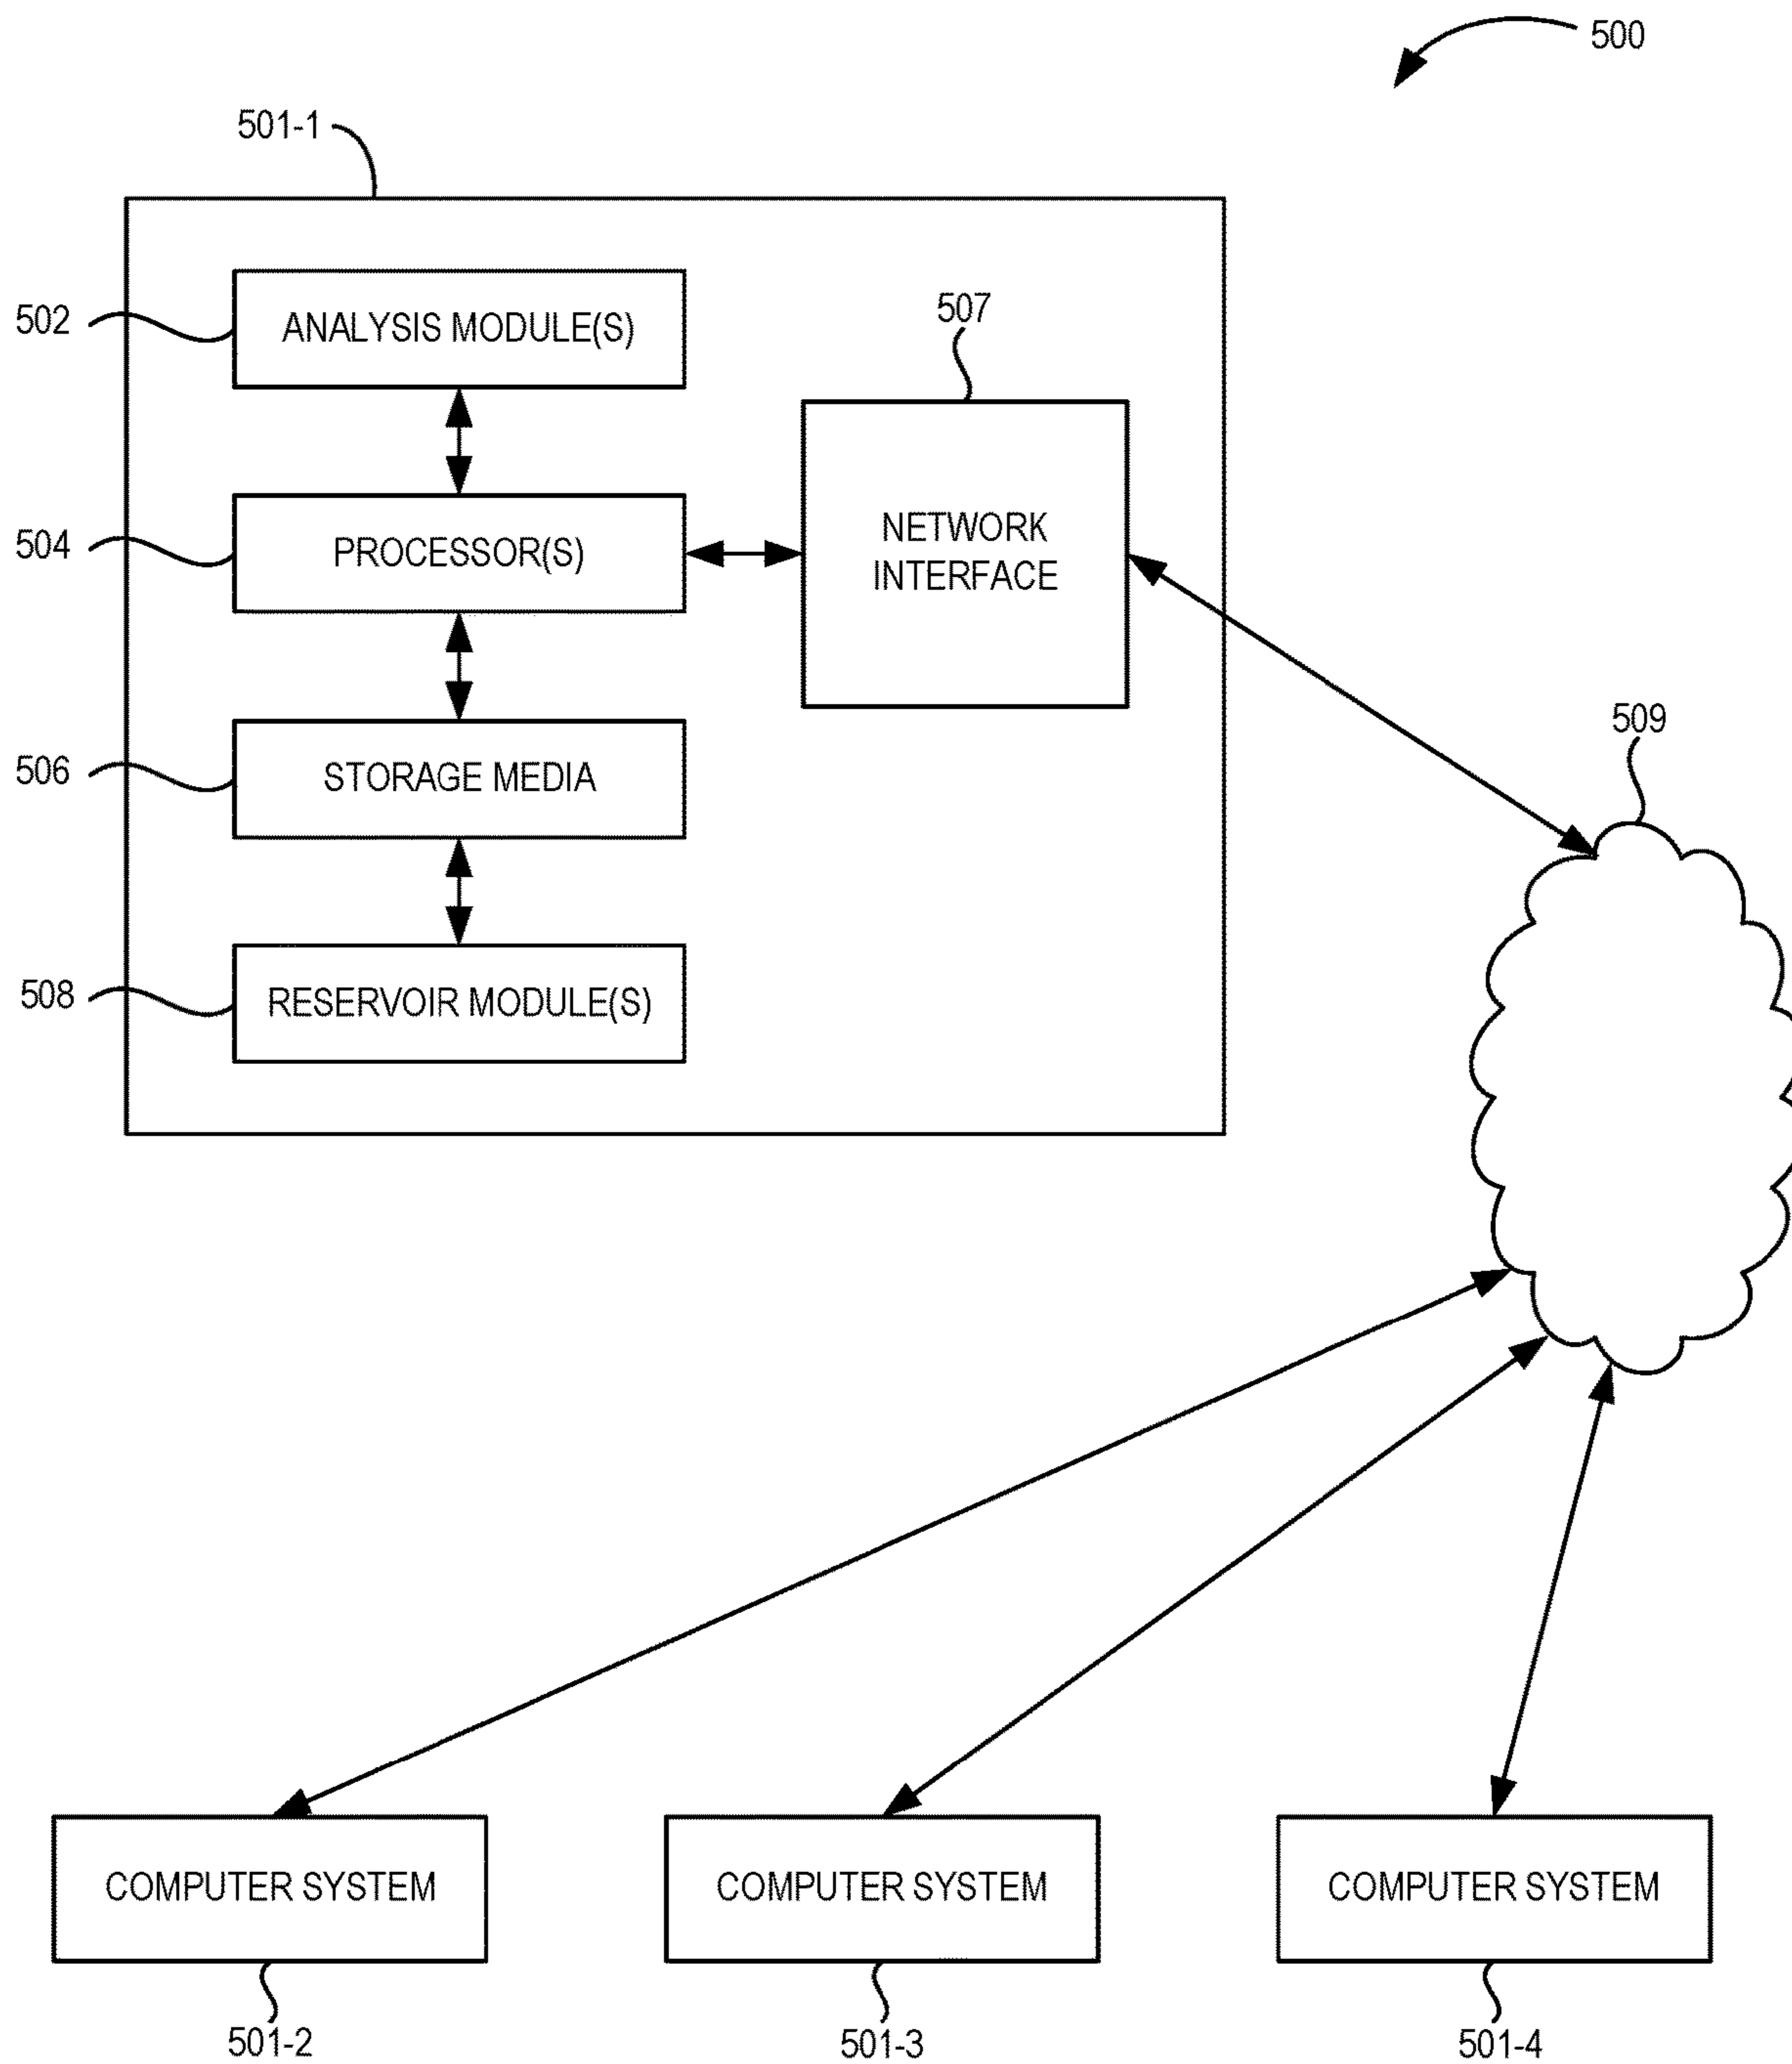 500
501-1
502
ANALYSIS MODULE(S)
507
504
PROCESSOR(S)
NETWORK
INTERFACE
509
506
STORAGE MEDIA
508
RESERVOIR MODULE(S)
COMPUTER SYSTEM
COMPUTER SYSTEM
COMPUTER SYSTEM
501-2
501-3
501-4